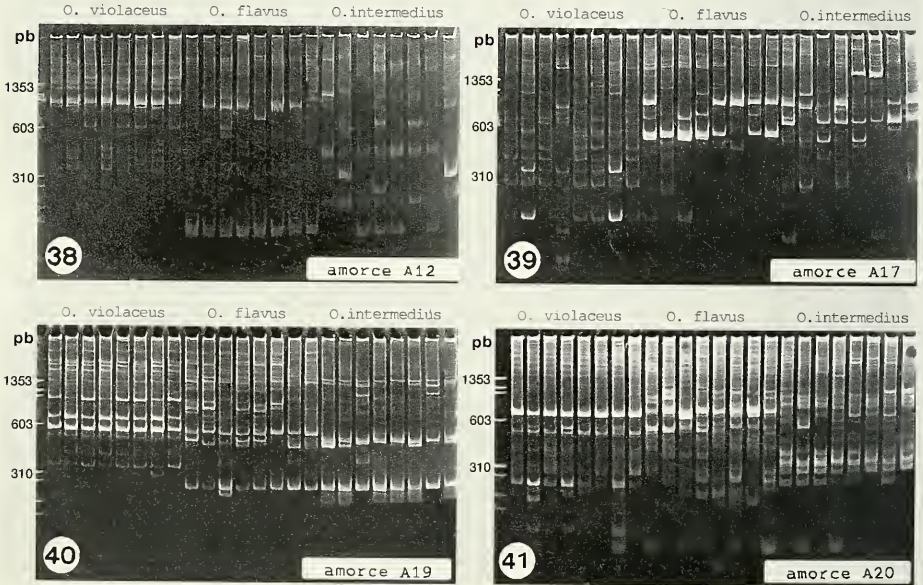 O. violaceus O. flavus O.intermedius
pb
1353
603
310
38
amorce A12
O. violaceus O. flavus O.intermedius
pb
1353
603
310
39
amorce A17
O. violaceus O. flavus O.intermedius
pb
1353
603
310
40
amorce A19
O. violaceus O. flavus O.intermedius
pb
1353
603
310
41
amorce A20